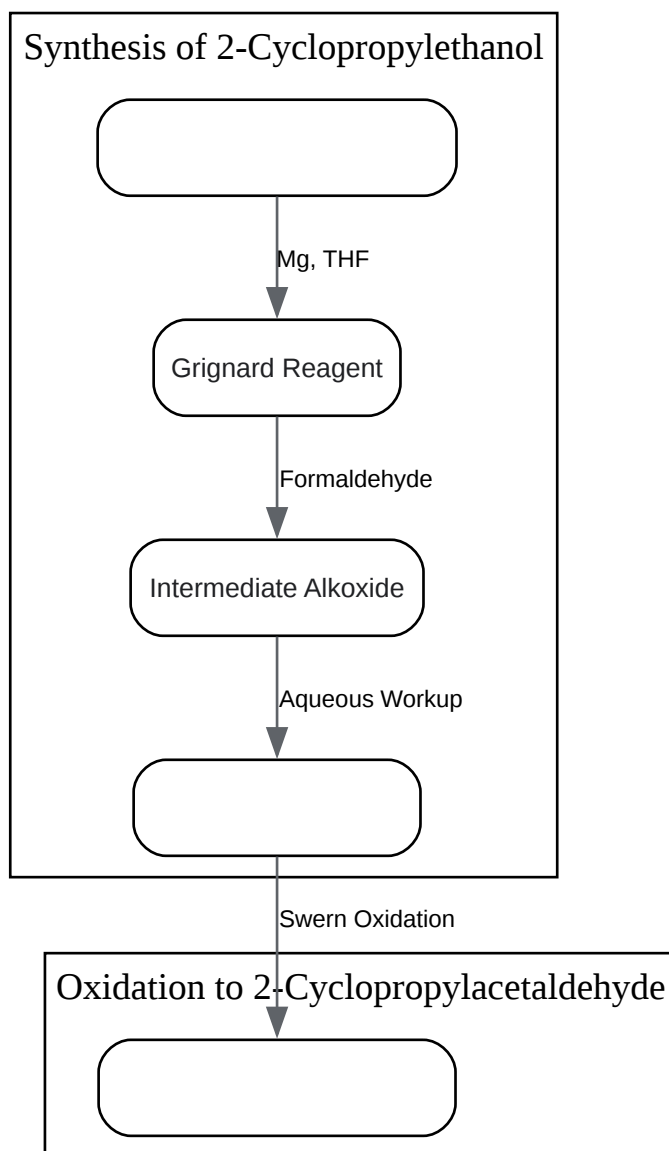 Synthesis of 2-Cyclopropylethanol
Mg, THF
Grignard Reagent
Formaldehyde
Intermediate Alkoxide
Aqueous Workup
Swern Oxidation
Oxidation to 2-Cyclopropylacetaldehyde